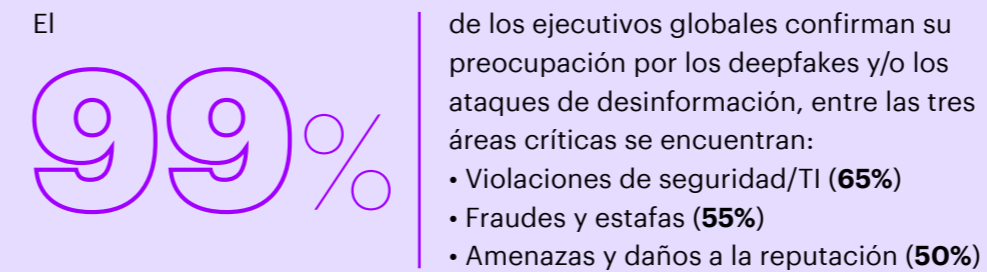 El
99%
de los ejecutivos globales confirman su
preocupación por los deepfakes y/o los
ataques de desinformación, entre las tres
áreas críticas se encuentran:
• Violaciones de seguridad/TI (65%)
• Fraudes y estafas (55%)
• Amenazas y daños a la reputación (50%)